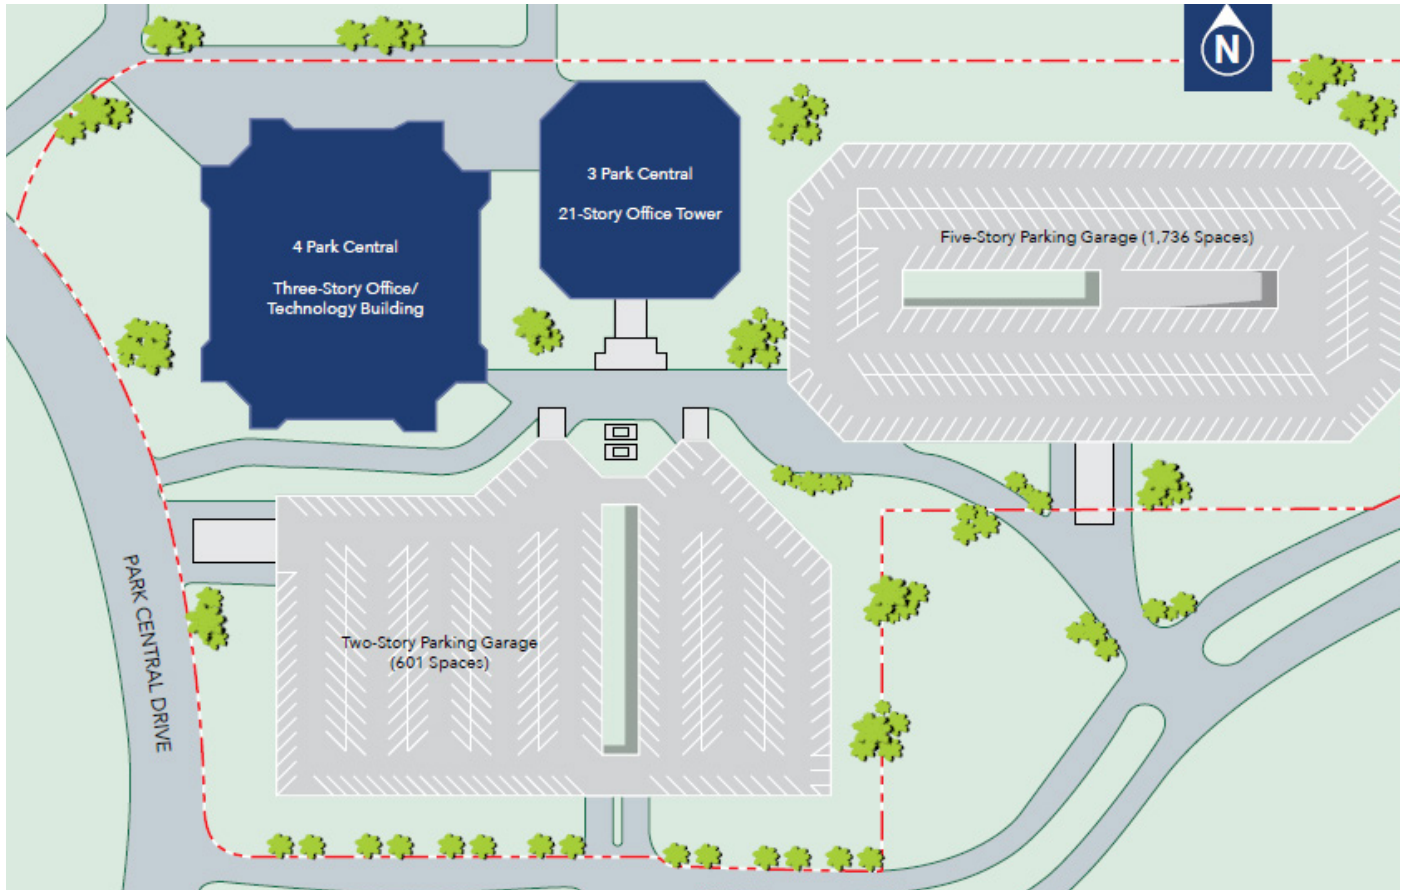 N
3 Park Central
21-Story Office Tower
Five-Story Parking Garage (1,736 Spaces)
4 Park Central
Three-Story Office/
Technology Building
PARK CENTRAL DRIVE
Two-Story Parking Garage
(601 Spaces)